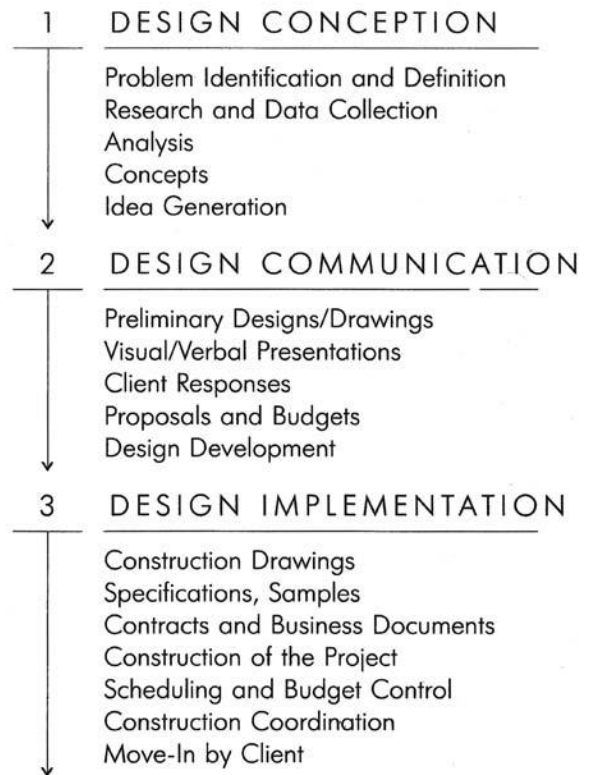 1 DESIGN CONCEPTION
Problem Identification and Definition
Research and Data Collection
Analysis
Concepts
Idea Generation
2 DESIGN COMMUNICATION
Preliminary Designs/Drawings
Visual/Verbal Presentations
Client Responses
Proposals and Budgets
Design Development
3 DESIGN IMPLEMENTATION
Construction Drawings
Specifications, Samples
Contracts and Business Documents
Construction of the Project
Scheduling and Budget Control
Construction Coordination
Move-In by Client